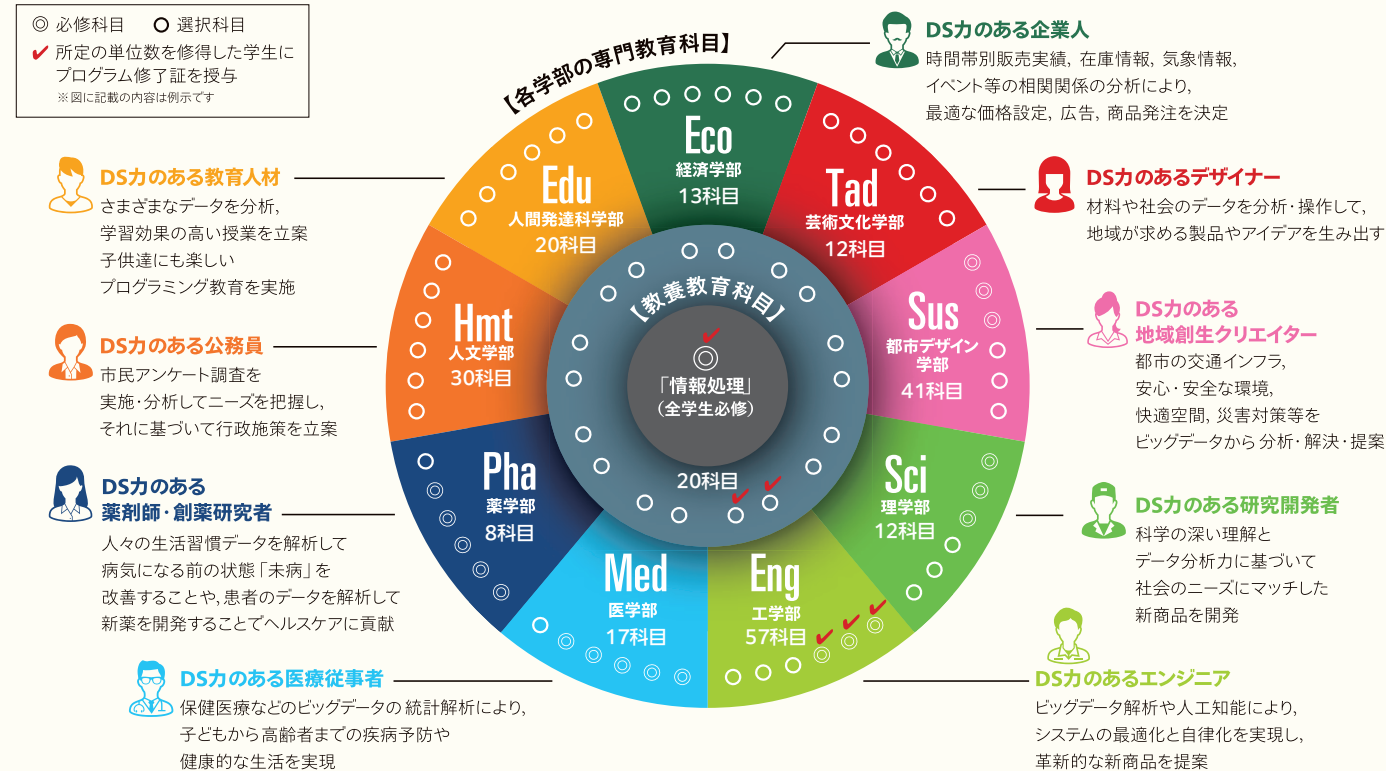 ◎ 必修科目 ○ 選択科目
✔ 所定の単位数を修得した学生に
プログラム修了証を授与
※図に記載の内容は例示です
【各学部の専門教育科目】
Eco
経済学部
13科目
Tad
芸術文化学部
12科目
Sus
都市デザイン
学部
41科目
Sci
理学部
12科目
Eng
工学部
57科目
Med
医学部
17科目
Pha
薬学部
8科目
Hmt
人文学部
30科目
Edu
人間発達科学部
20科目
【教養教育科目】
「情報処理」
(全学生必修)
20科目
DS力のある企業人
時間帯別販売実績, 在庫情報, 気象情報,
イベント等の相関関係の分析により,
最適な価格設定, 広告, 商品発注を決定
DS力のあるデザイナー
材料や社会のデータを分析・操作して,
地域が求める製品やアイデアを生み出す
DS力のある
地域創生クリエイター
都市の交通インフラ,
安心・安全な環境,
快適空間, 災害対策等を
ビッグデータから分析・解決・提案
DS力のある研究開発者
科学の深い理解と
データ分析力に基づいて
社会のニーズにマッチした
新商品を開発
DS力のあるエンジニア
ビッグデータ解析や人工知能により,
システムの最適化と自律化を実現し,
革新的な新商品を提案
DS力のある医療従事者
保健医療などのビッグデータの統計解析により,
子どもから高齢者までの疾病予防や
健康的な生活を実現
DS力のある
薬剤師・創薬研究者
人々の生活習慣データを解析して
病気になる前の状態「未病」を
改善することや, 患者のデータを解析して
新薬を開発することでヘルスケアに貢献
DS力のある公務員
市民アンケート調査を
実施・分析してニーズを把握し,
それに基づいて行政施策を立案
DS力のある教育人材
さまざまなデータを分析,
学習効果の高い授業を立案
子供達にも楽しい
プログラミング教育を実施